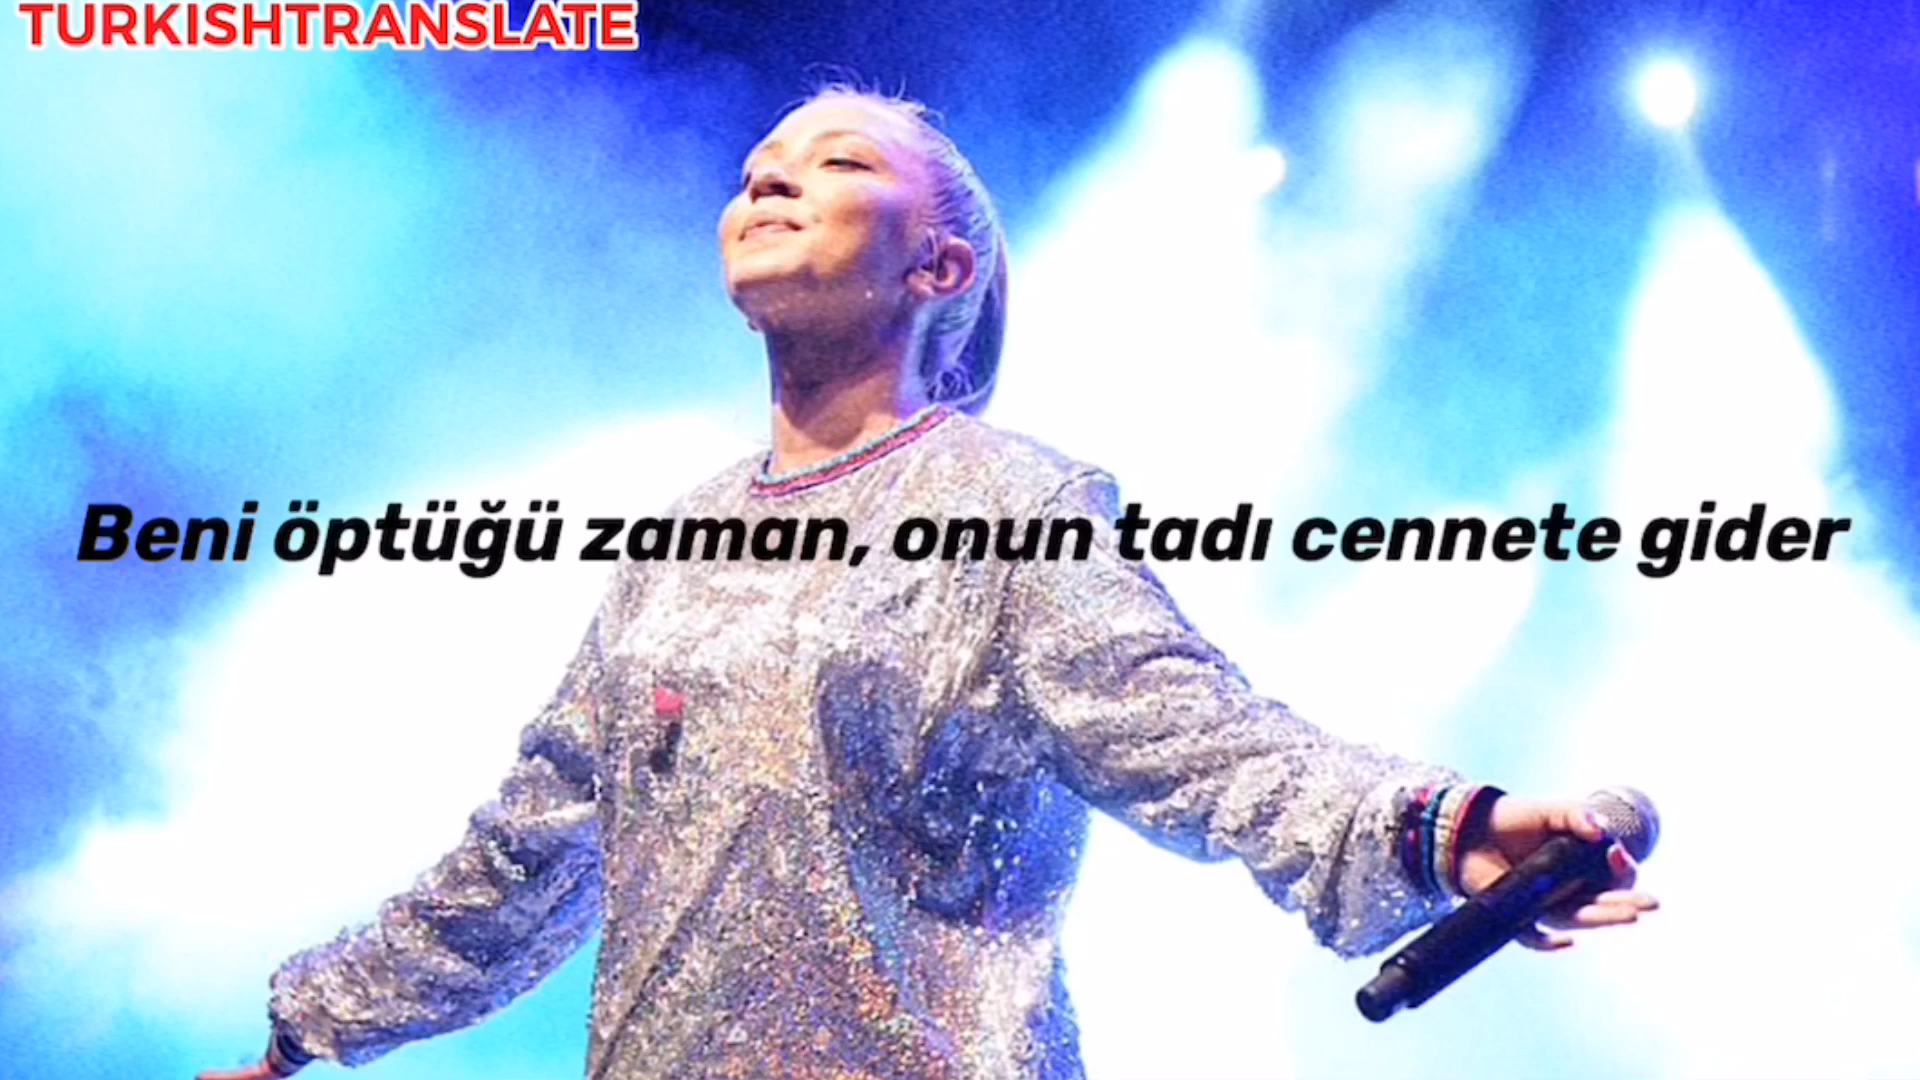 TURKISHTRANSLATE
Beni öptüğü zaman, onun tadı cennete gider